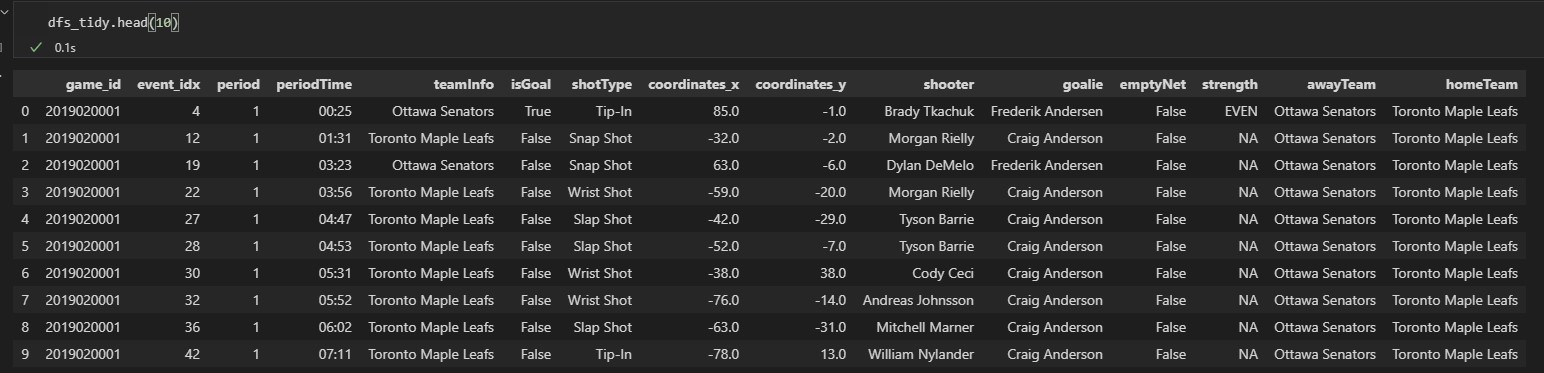 dfs_tidy.head(10)
0.1s
game_id event_idx period periodTime teamInfo isGoal shotType coordinates_x coordinates_y shooter goalie emptyNet strength awayTeam homeTeam
0 2019020001 4 1 00:25 Ottawa Senators True Tip-In 85.0 -1.0 Brady Tkachuk Frederik Andersen False EVEN Ottawa Senators Toronto Maple Leafs
1 2019020001 12 1 01:31 Toronto Maple Leafs False Snap Shot -32.0 -2.0 Morgan Rielly Craig Anderson False NA Ottawa Senators Toronto Maple Leafs
2 2019020001 19 1 03:23 Ottawa Senators False Snap Shot 63.0 -6.0 Dylan DeMelo Frederik Andersen False NA Ottawa Senators Toronto Maple Leafs
3 2019020001 22 1 03:56 Toronto Maple Leafs False Wrist Shot -59.0 -20.0 Morgan Rielly Craig Anderson False NA Ottawa Senators Toronto Maple Leafs
4 2019020001 27 1 04:47 Toronto Maple Leafs False Slap Shot -42.0 -29.0 Tyson Barrie Craig Anderson False NA Ottawa Senators Toronto Maple Leafs
5 2019020001 28 1 04:53 Toronto Maple Leafs False Slap Shot -52.0 -7.0 Tyson Barrie Craig Anderson False NA Ottawa Senators Toronto Maple Leafs
6 2019020001 30 1 05:31 Toronto Maple Leafs False Wrist Shot -38.0 38.0 Cody Ceci Craig Anderson False NA Ottawa Senators Toronto Maple Leafs
7 2019020001 32 1 05:52 Toronto Maple Leafs False Wrist Shot -76.0 -14.0 Andreas Johnsson Craig Anderson False NA Ottawa Senators Toronto Maple Leafs
8 2019020001 36 1 06:02 Toronto Maple Leafs False Slap Shot -63.0 -31.0 Mitchell Marner Craig Anderson False NA Ottawa Senators Toronto Maple Leafs
9 2019020001 42 1 07:11 Toronto Maple Leafs False Tip-In -78.0 13.0 William Nylander Craig Anderson False NA Ottawa Senators Toronto Maple Leafs